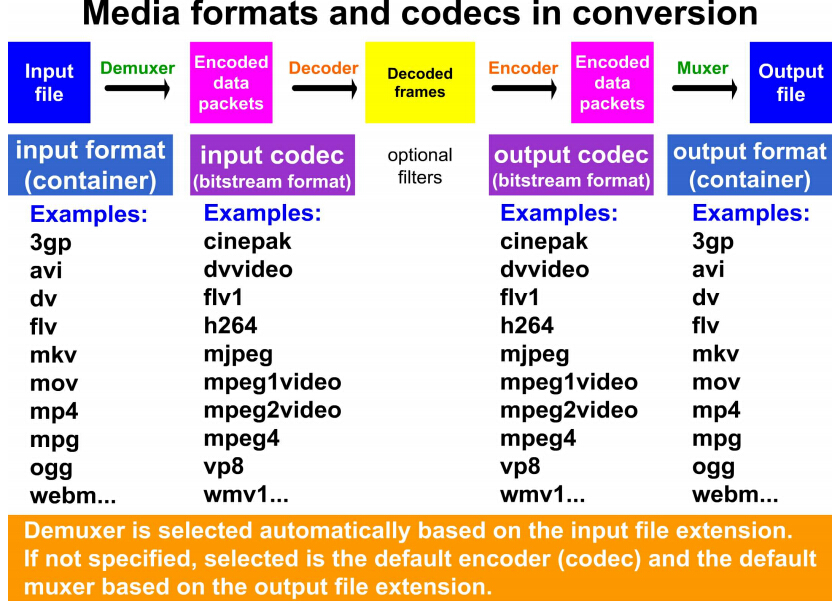 Media formats and codecs in conversion
Input
file
Demuxer
Encoded
data
packets
Decoder
Decoded
frames
Encoder
Encoded
data
packets
Muxer
Output
file
input format
(container)
input codec
(bitstream format)
optional
filters
output codec
(bitstream format)
output format
(container)
Examples:
3gp
avi
dv
flv
mkv
mov
mp4
mpg
ogg
webm...
Examples:
cinepak
dvvideo
flv1
h264
mjpeg
mpeg1video
mpeg2video
mpeg4
vp8
wmv1...
Examples:
cinepak
dvvideo
flv1
h264
mjpeg
mpeg1video
mpeg2video
mpeg4
vp8
wmv1...
Examples:
3gp
avi
dv
flv
mkv
mov
mp4
mpg
ogg
webm...
Demuxer is selected automatically based on the input file extension.
If not specified, selected is the default encoder (codec) and the default
muxer based on the output file extension.